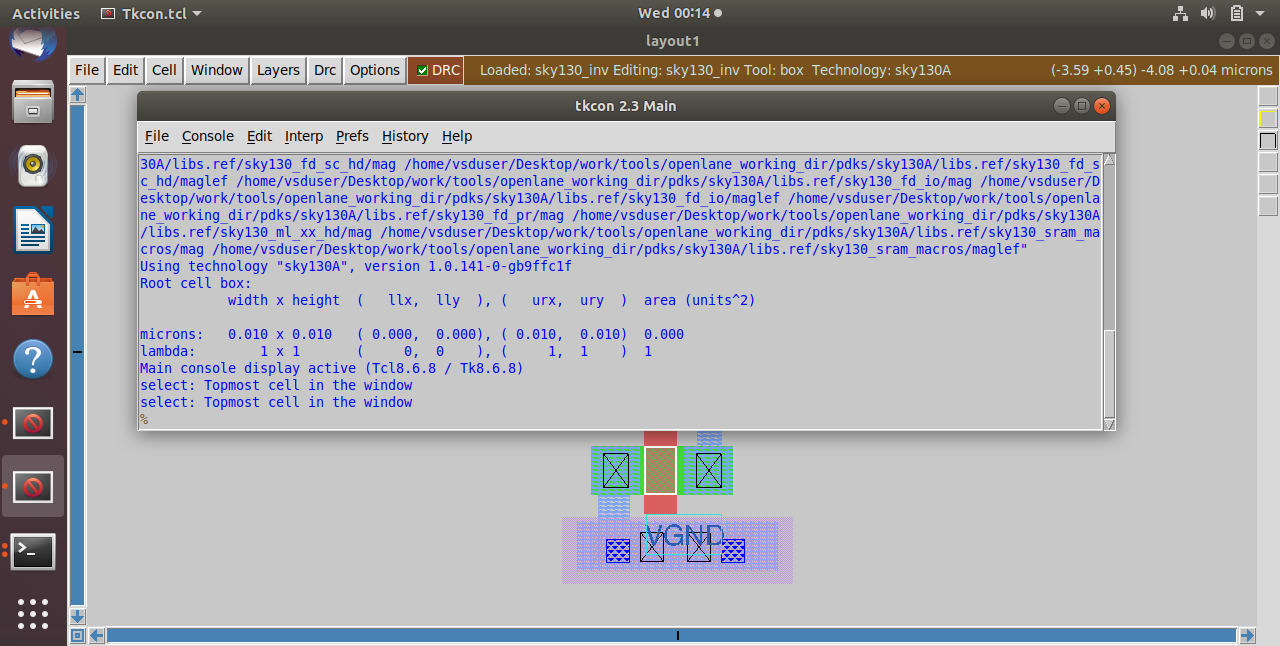 Activities Tkcon.tcl Wed 00:14
layout1
File Edit Cell Window Layers Drc Options DRC Loaded: sky130_inv Editing: sky130_inv Tool: box Technology: sky130A (-3.59 +0.45) -4.08 +0.04 microns
tkcon 2.3 Main
File Console Edit Interp Prefs History Help
30A/libs.ref/sky130_fd_sc_hd/mag /home/vsduser/Desktop/work/tools/openlane_working_dir/pdks/sky130A/libs.ref/sky130_fd_s
c_hd/maglef /home/vsduser/Desktop/work/tools/openlane_working_dir/pdks/sky130A/libs.ref/sky130_fd_io/mag /home/vsduser/D
esktop/work/tools/openlane_working_dir/pdks/sky130A/libs.ref/sky130_fd_io/maglef /home/vsduser/Desktop/work/tools/openla
ne_working_dir/pdks/sky130A/libs.ref/sky130_fd_pr/mag /home/vsduser/Desktop/work/tools/openlane_working_dir/pdks/sky130A
/libs.ref/sky130_ml_xx_hd/mag /home/vsduser/Desktop/work/tools/openlane_working_dir/pdks/sky130A/libs.ref/sky130_sram_ma
cros/mag /home/vsduser/Desktop/work/tools/openlane_working_dir/pdks/sky130A/libs.ref/sky130_sram_macros/maglef"
Using technology "sky130A", version 1.0.141-0-gb9ffc1f
Root cell box:
width x height ( llx, lly ), ( urx, ury ) area (units^2)
microns: 0.010 x 0.010 ( 0.000, 0.000), ( 0.010, 0.010) 0.000
lambda: 1 x 1 ( 0, 0 ), ( 1, 1 ) 1
Main console display active (Tcl8.6.8 / Tk8.6.8)
select: Topmost cell in the window
select: Topmost cell in the window
%
VGND